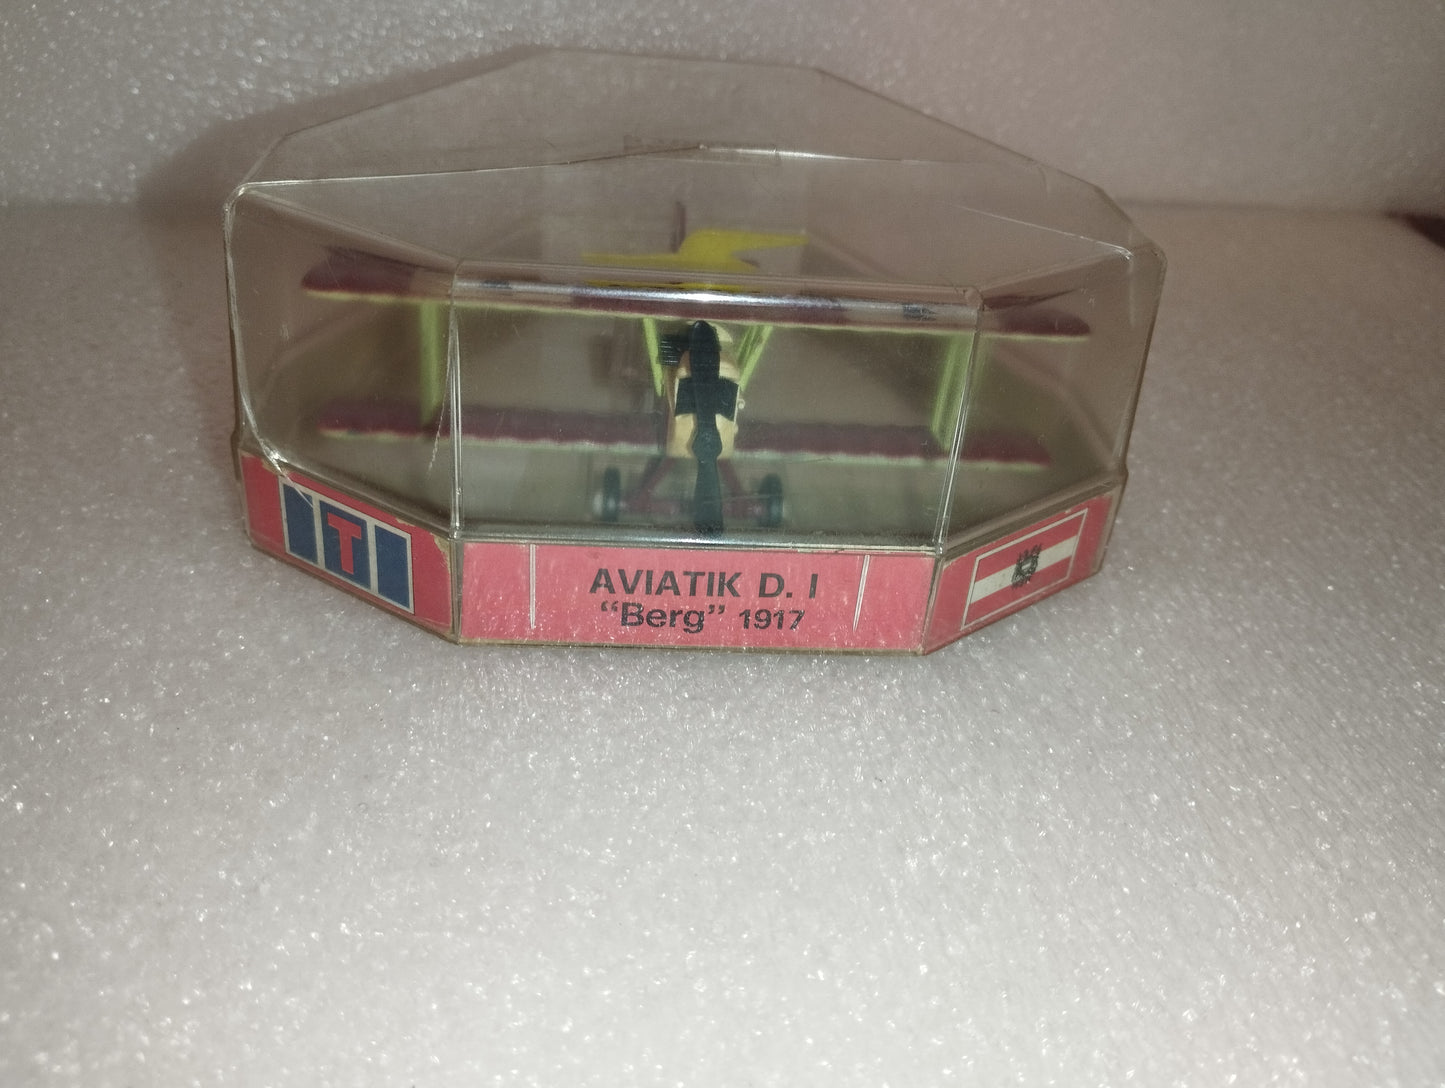 T
AVIATIK D. I
“Berg” 1917